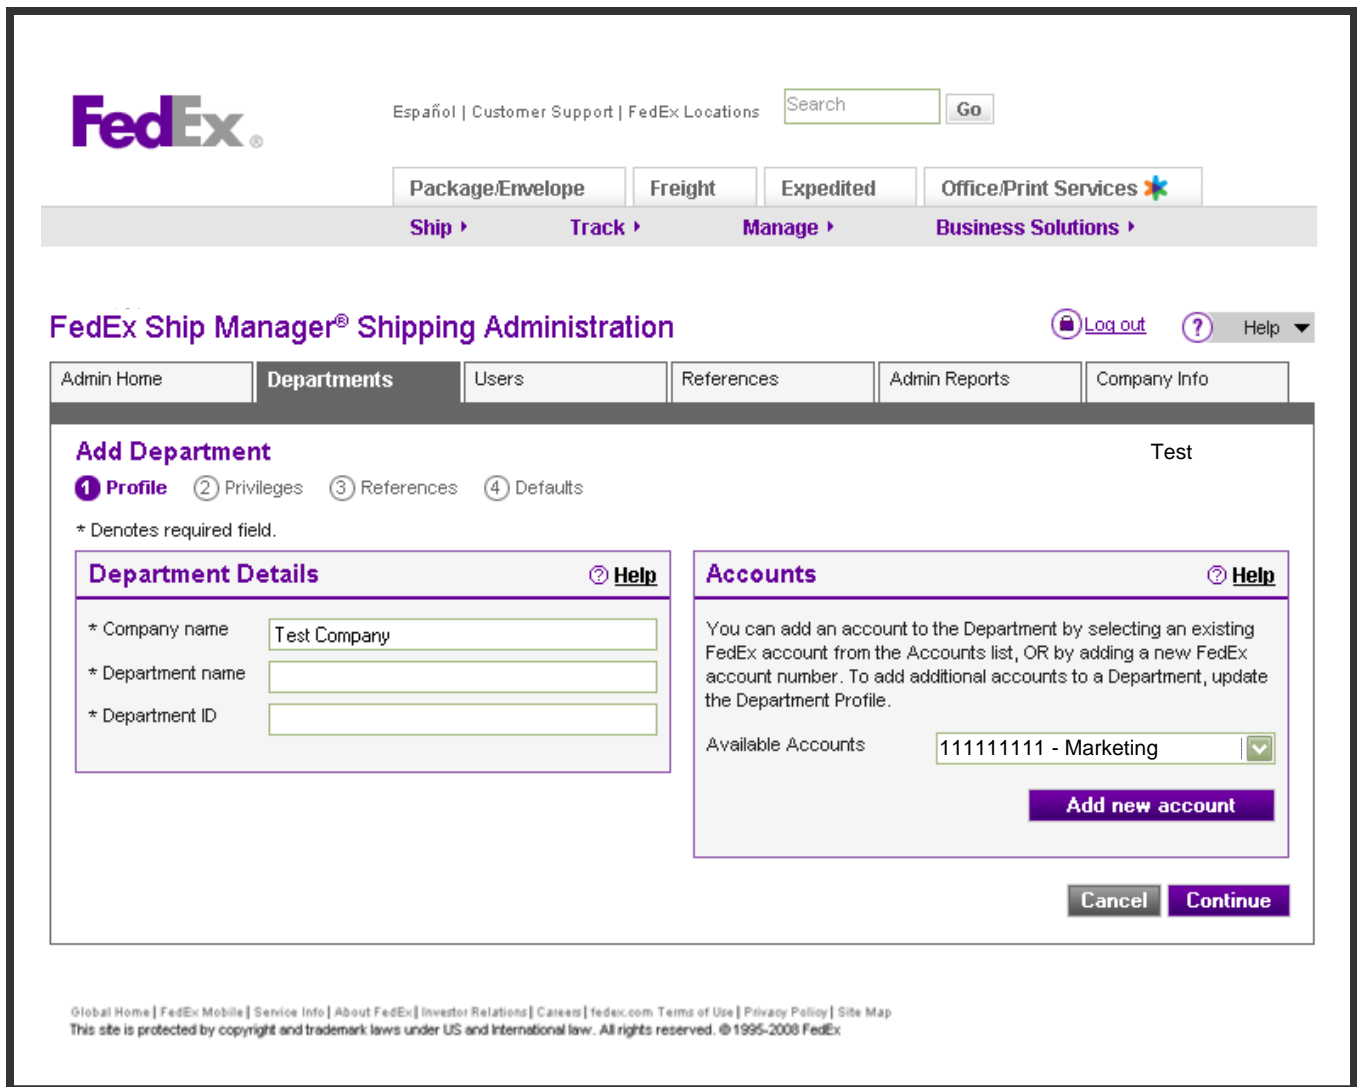 FedEx®
Español | Customer Support | FedEx Locations
Search
Go
Package/Envelope
Freight
Expedited
Office/Print Services
Ship
Track
Manage
Business Solutions
FedEx Ship Manager® Shipping Administration
Log out
? Help
Admin Home
Departments
Users
References
Admin Reports
Company Info
Add Department
Test
1 Profile 2 Privileges 3 References 4 Defaults
* Denotes required field.
Department Details
? Help
* Company name
Test Company
* Department name
* Department ID
Accounts
? Help
You can add an account to the Department by selecting an existing
FedEx account from the Accounts list, OR by adding a new FedEx
account number. To add additional accounts to a Department, update
the Department Profile.
Available Accounts
111111111 - Marketing
Add new account
Cancel
Continue
Global Home | FedEx Mobile | Service Info | About FedEx | Investor Relations | Careers | fedex.com Terms of Use | Privacy Policy | Site Map
This site is protected by copyright and trademark laws under US and International law. All rights reserved. © 1995-2008 FedEx